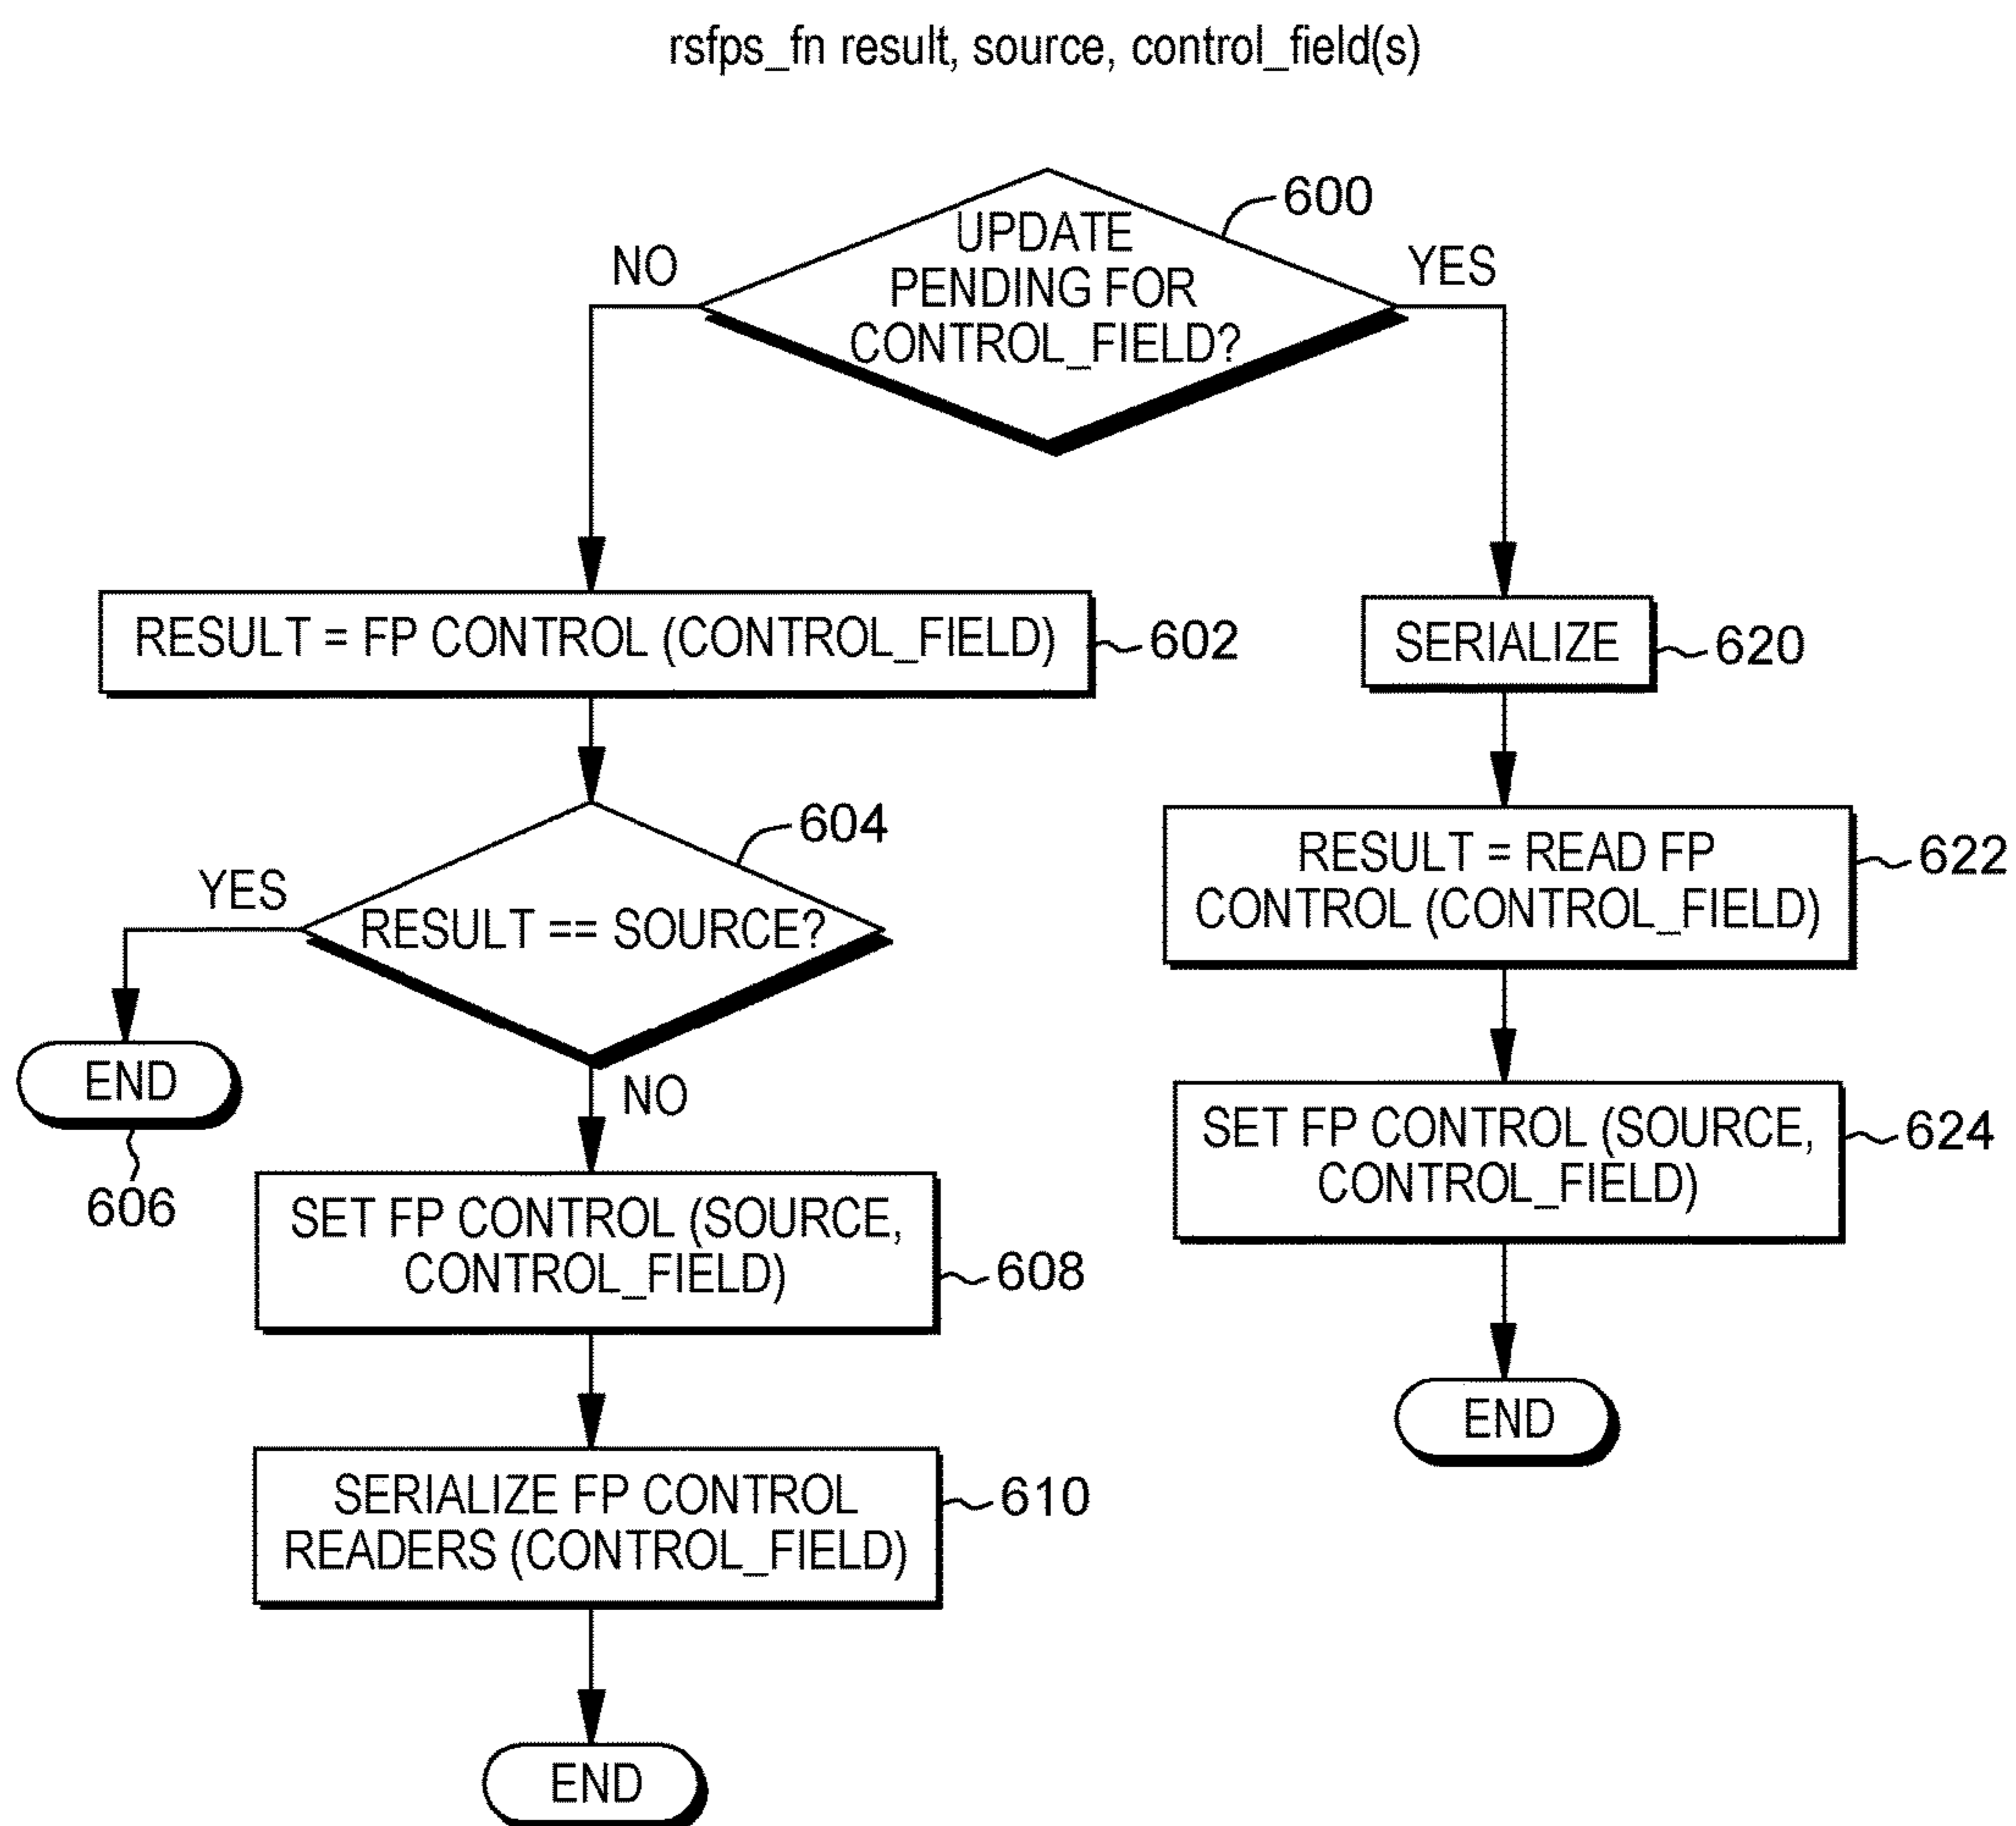 rsfps_fn result, source, control_field(s)
600
UPDATE
PENDING FOR
CONTROL_FIELD?
NO
YES
RESULT = FP CONTROL (CONTROL_FIELD)
602
604
RESULT == SOURCE?
YES
END
606
NO
SET FP CONTROL (SOURCE,
CONTROL_FIELD)
608
SERIALIZE FP CONTROL
READERS (CONTROL_FIELD)
610
END
SERIALIZE
620
RESULT = READ FP
CONTROL (CONTROL_FIELD)
622
SET FP CONTROL (SOURCE,
CONTROL_FIELD)
624
END